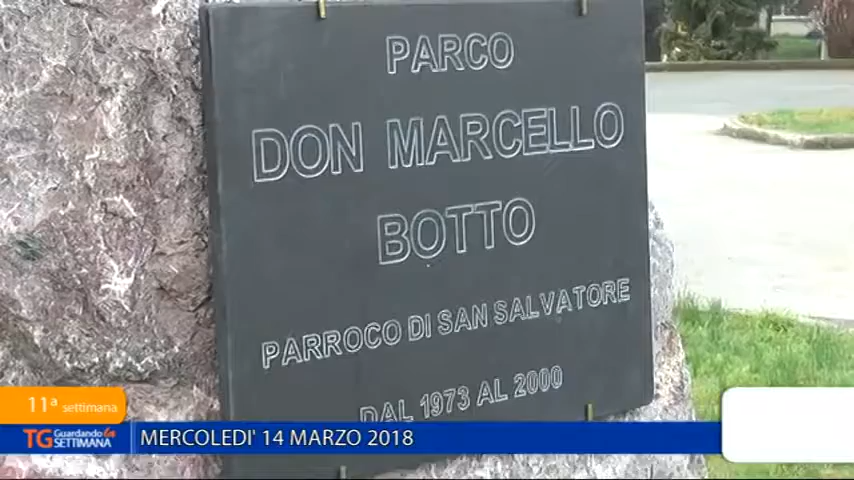 PARCO
DON MARCELLO
BOTTO
PARROCO DI SAN SALVATORE
DAL 1973 AL 2000
11ª settimana
TG Guardando la SETTIMANA
MERCOLEDI' 14 MARZO 2018